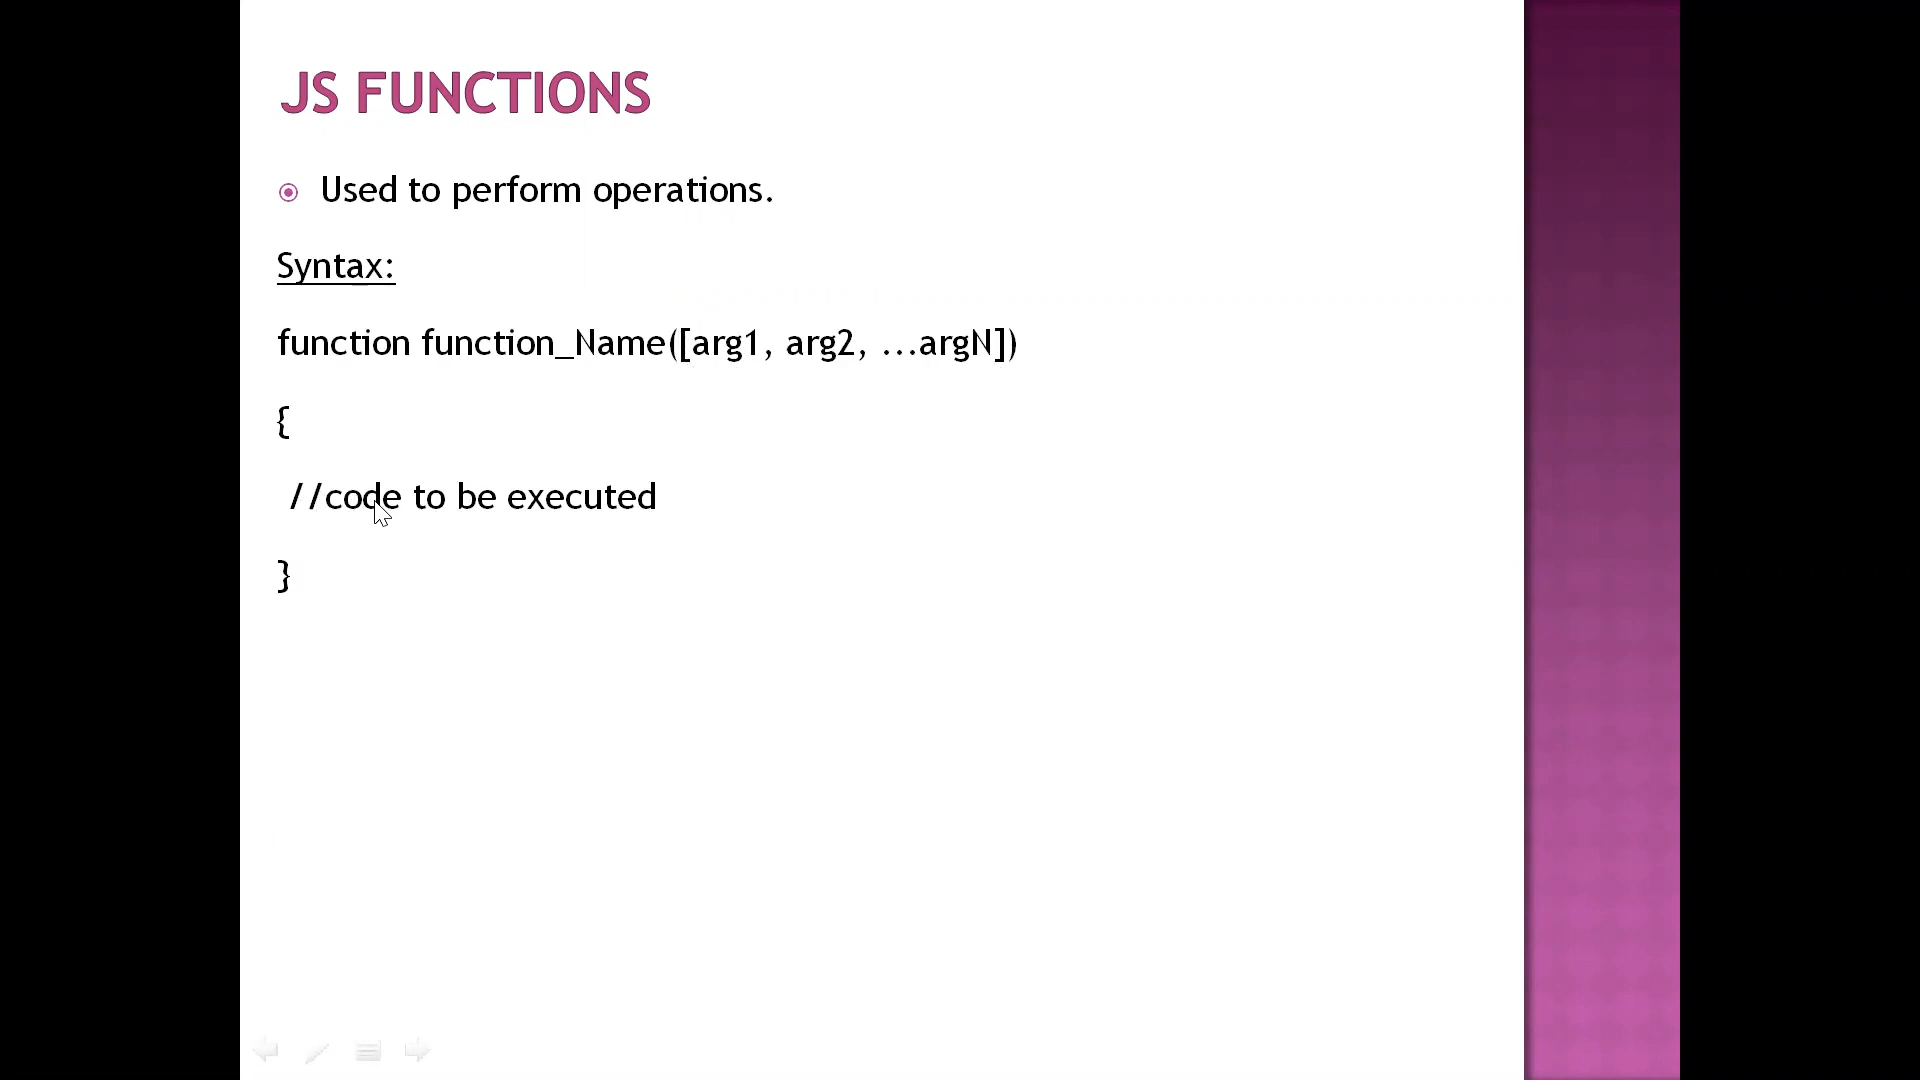 JS FUNCTIONS
Used to perform operations.
Syntax:
function function_Name([arg1, arg2, ...argN])
{
//code to be executed
}